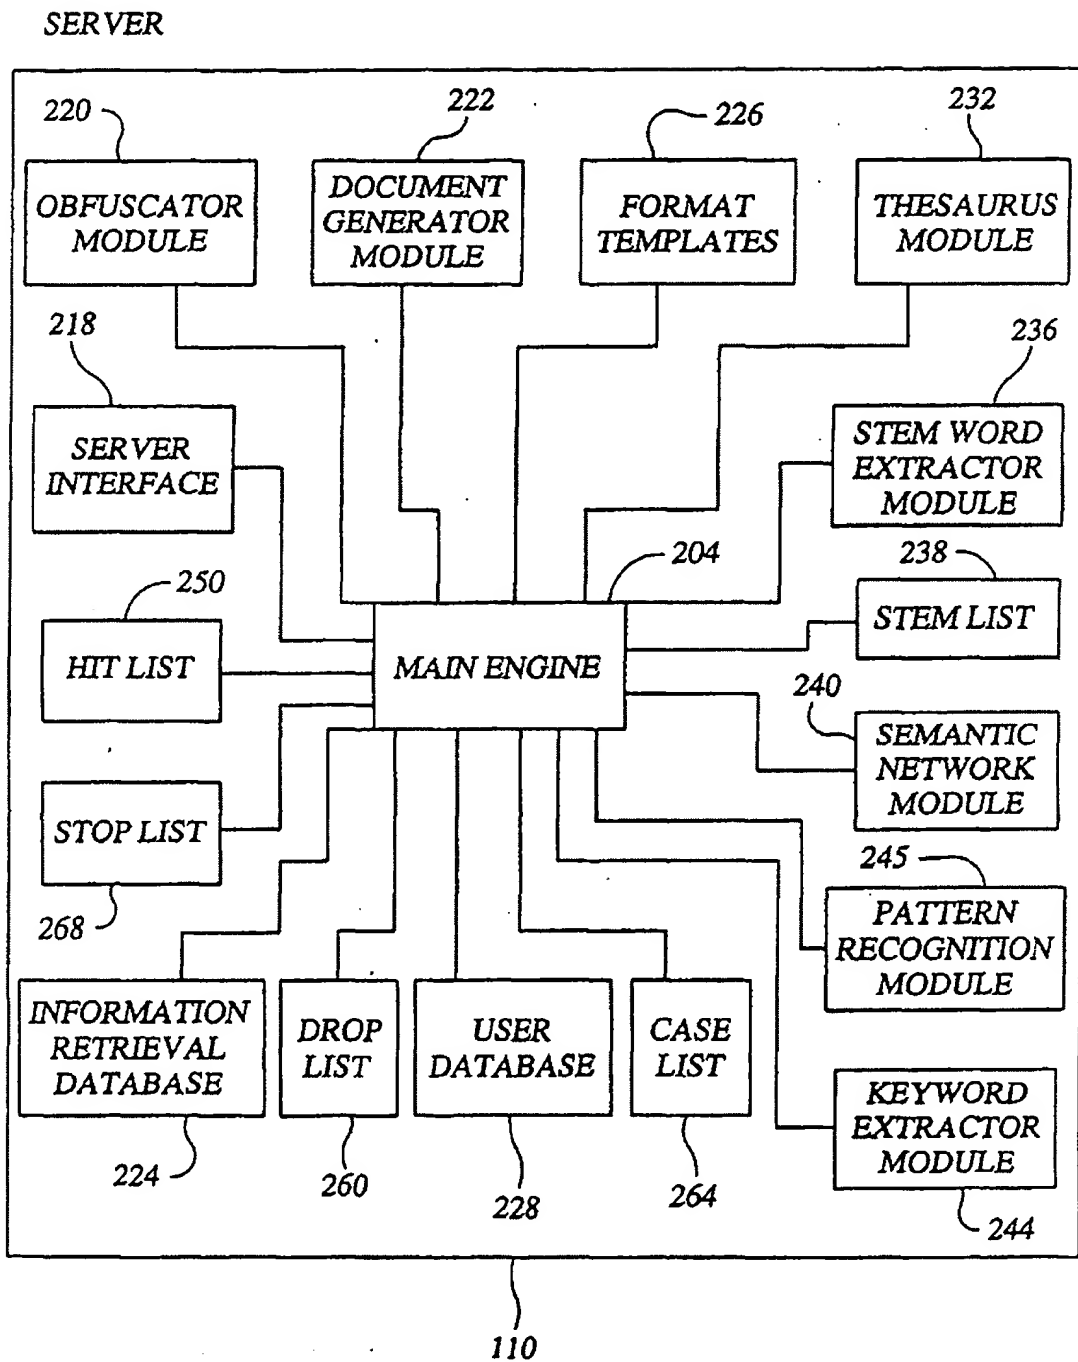 SERVER
220
222
226
232
OBFUSCATOR
MODULE
DOCUMENT
GENERATOR
MODULE
FORMAT
TEMPLATES
THESAURUS
MODULE
218
236
SERVER
INTERFACE
STEM WORD
EXTRACTOR
MODULE
204
250
238
HIT LIST
MAIN ENGINE
STEM LIST
240
SEMANTIC
NETWORK
MODULE
STOP LIST
268
245
PATTERN
RECOGNITION
MODULE
INFORMATION
RETRIEVAL
DATABASE
DROP
LIST
USER
DATABASE
CASE
LIST
KEYWORD
EXTRACTOR
MODULE
224
260
228
264
244
110